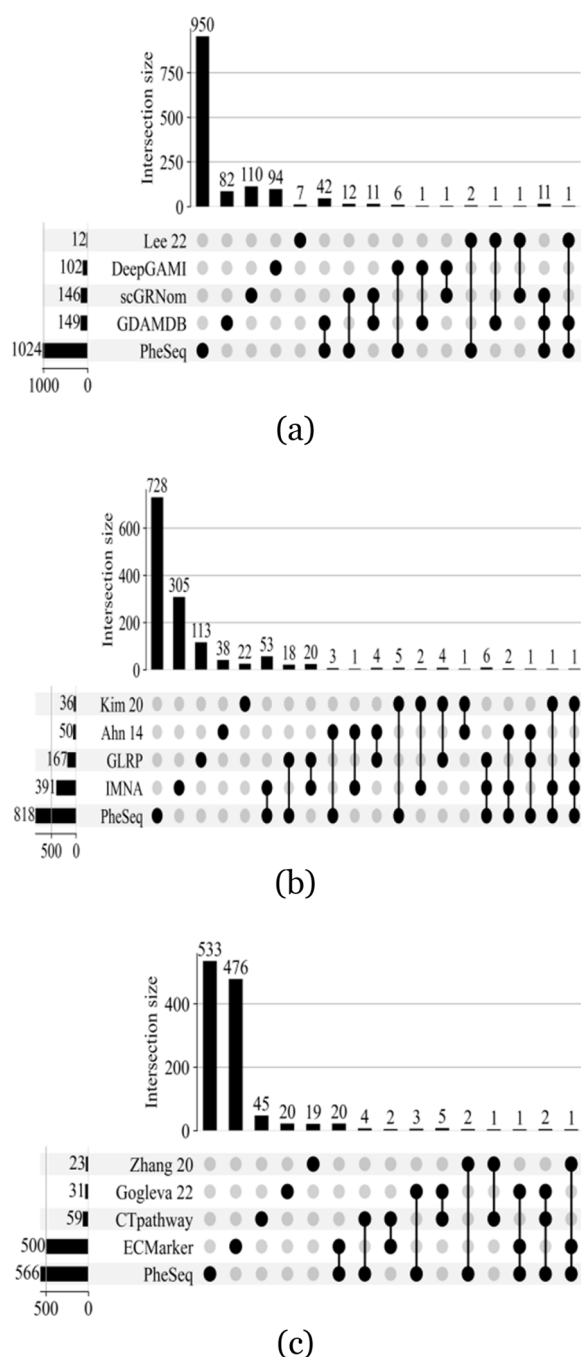 950
750
500
250
0
Intersection size
82 110 94 7 42 12 11 6 1 1 2 1 1 11 1
12 Lee 22
102 DeepGAMI
146 scGRNom
149 GDAMDB
1024 PheSeq
1000 0
(a)
728
600
400
200
0
Intersection size
305 113 38 22 53 18 20 3 1 4 5 2 4 1 6 2 1 1 1
36 Kim 20
50 Ahn 14
167 GLRP
391 IMNA
818 PheSeq
500 0
(b)
533 476
400
200
0
Intersection size
45 20 19 20 4 2 3 5 2 1 1 2 1
23 Zhang 20
31 Gogleva 22
59 CTpathway
500 ECMarker
566 PheSeq
500 0
(c)